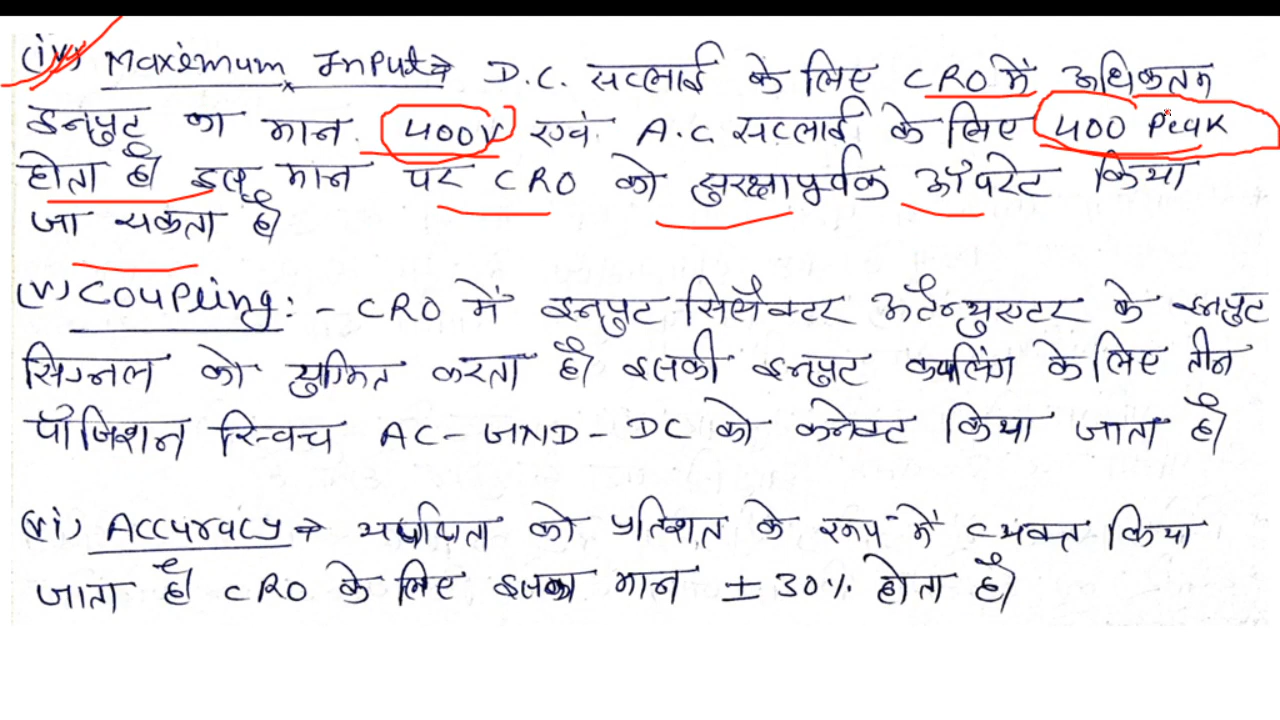 (iv) Maximum Input→ D.C. सप्लाई के लिए CRO में अधिकतम
इनपुट का मान 400V एवं A.C सप्लाई के लिए 400 Peak
होता है। इस मान पर CRO को सुरक्षापूर्वक ऑपरेट किया
जा सकता है।
(v) Coupling: - CRO में इनपुट सिलैक्टर अटैन्युएटर के इनपुट
सिग्नल को युग्मित करता है। इसकी इनपुट कपलिंग के लिए तीन
पॉजिशन स्विच AC-GND-DC को कनेक्ट किया जाता है।
(vi) Accuracy → को प्रतिशत के रूप में व्यक्त किया
जाता है। CRO के लिए इसका मान ± 30% होता है।